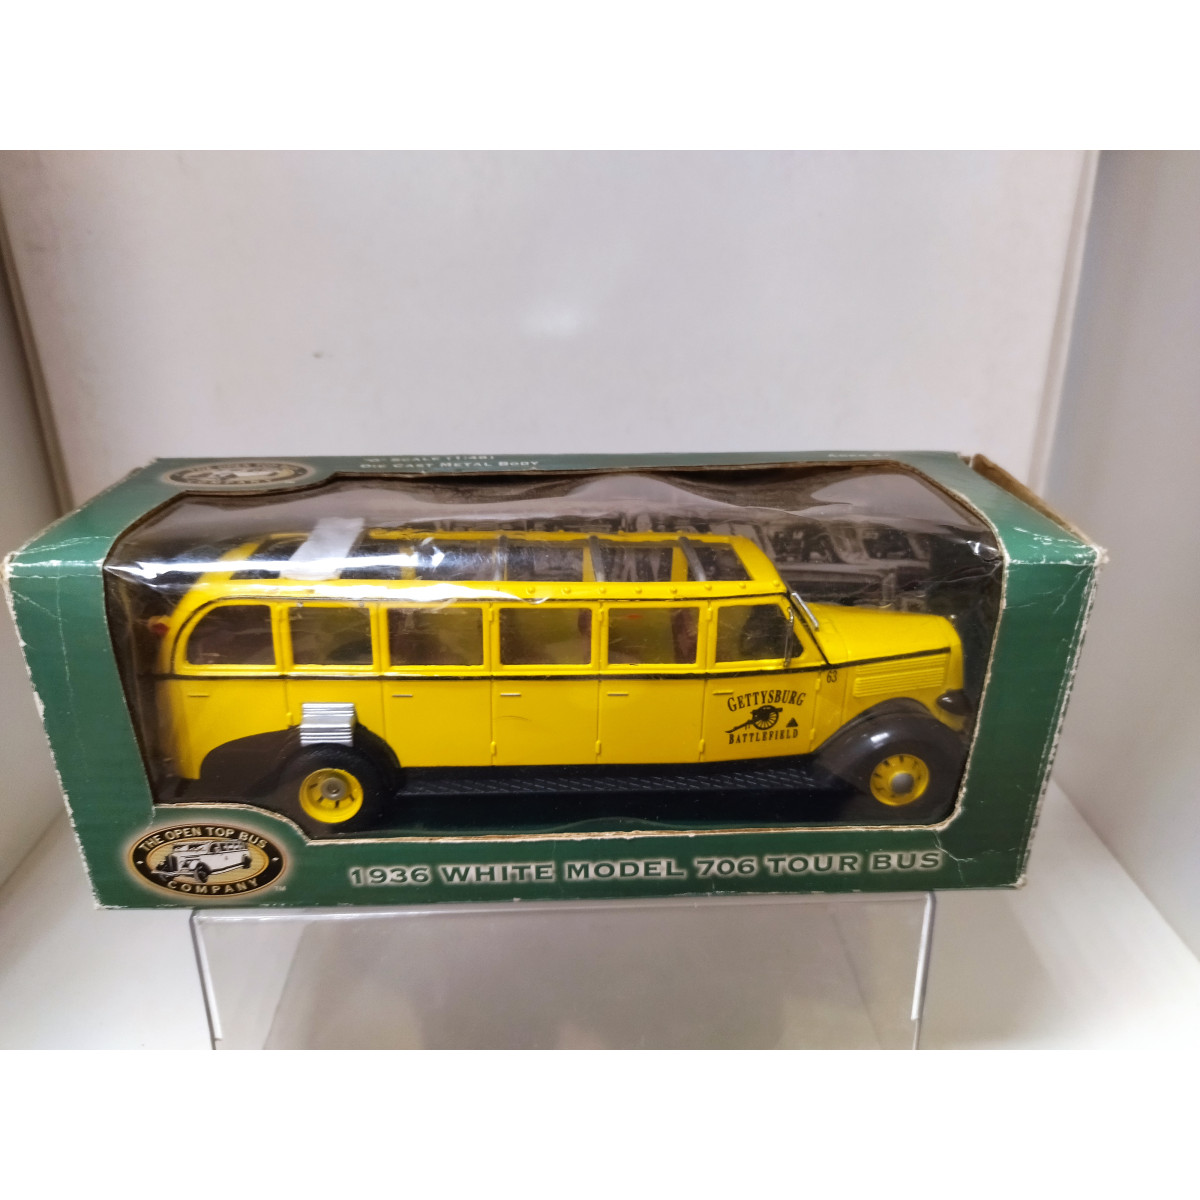 "O" SCALE (1:48)
DIE CAST METAL BODY
63
GETTYSBURG
BATTLEFIELD
THE OPEN TOP BUS
COMPANY
TM
1936 WHITE MODEL 706 TOUR BUS